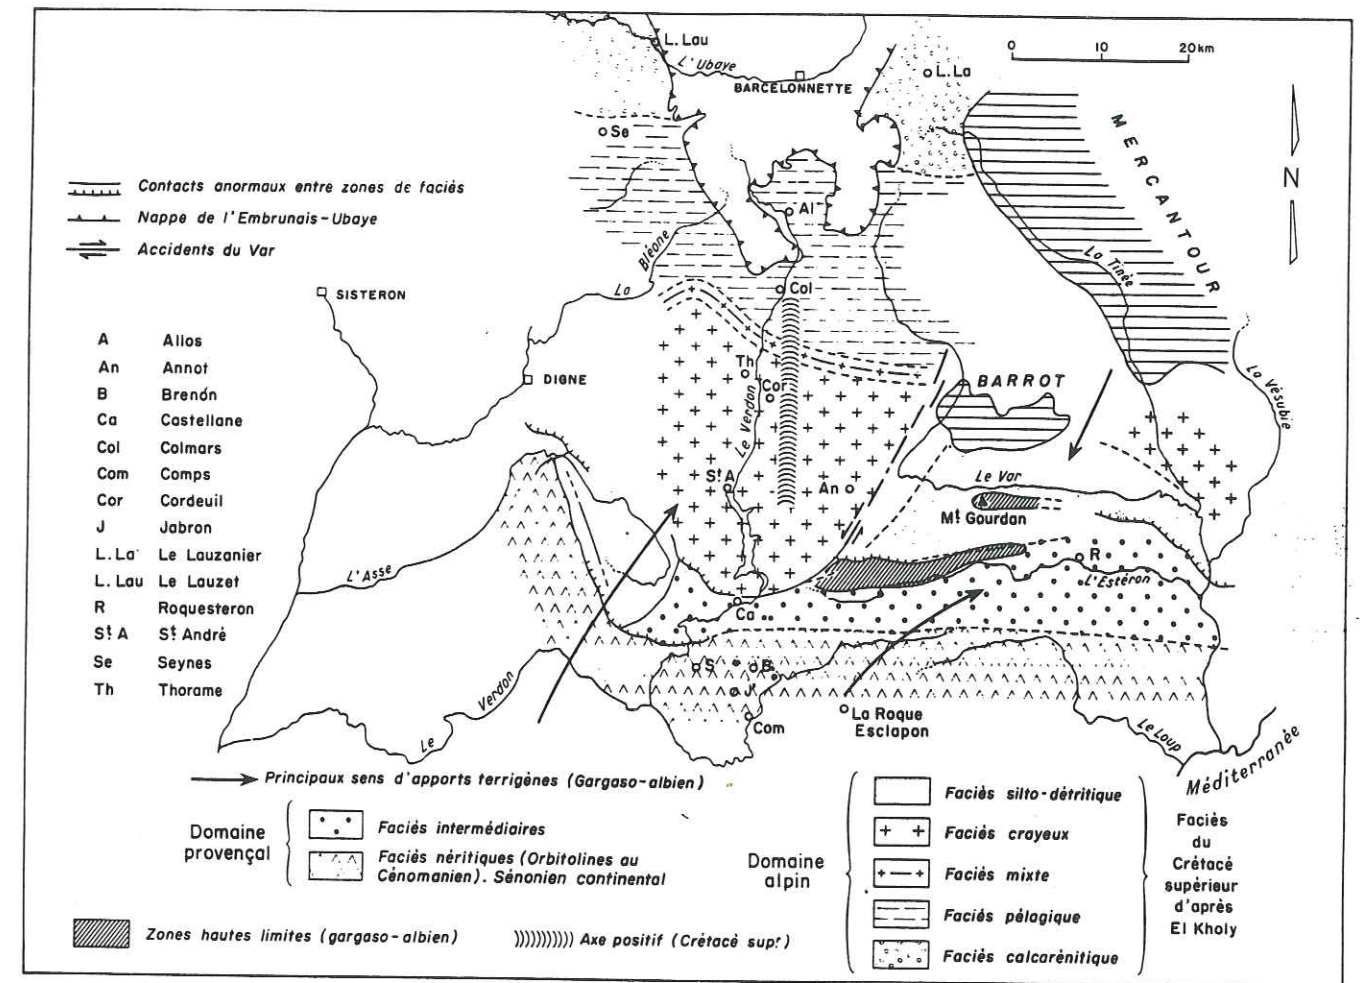 L. Lau
L'Ubaye
BARCELONNETTE
L.La
0 10 20 km
MERCANTOUR
N
Se
Contacts anormaux entre zones de faciès
Nappe de l'Embrunais-Ubaye
Accidents du Var
Al
La Bléone
La Tinée
SISTERON
Col
A Allos
An Annot
B Brenón
Ca Castellane
Col Colmars
Com Comps
Cor Cordeuil
J Jabron
L.La Le Lauzanier
L.Lau Le Lauzet
R Roquesteron
St A St André
Se Seynes
Th Thorame
DIGNE
Th
Cor
Le Verdon
BARROT
La Vésubie
St A
An
Le Var
Mt Gourdan
L'Asse
R
L'Estéron
Ca
S
B
J
Le Verdon
Com
La Roque
Esclapon
Le Loup
Méditerranée
Principaux sens d'apports terrigènes (Gargaso-albien)
Domaine
provençal
Faciès intermédiaires
Faciès néritiques (Orbitolines au
Cénomanien). Sénonien continental
Domaine
alpin
Faciès silto-détritique
Faciès crayeux
Faciès mixte
Faciès pélagique
Faciès calcarénitique
Faciès
du
Crétacé
supérieur
d'après
El Kholy
Zones hautes limites (gargaso-albien)
Axe positif (Crétacé supr)